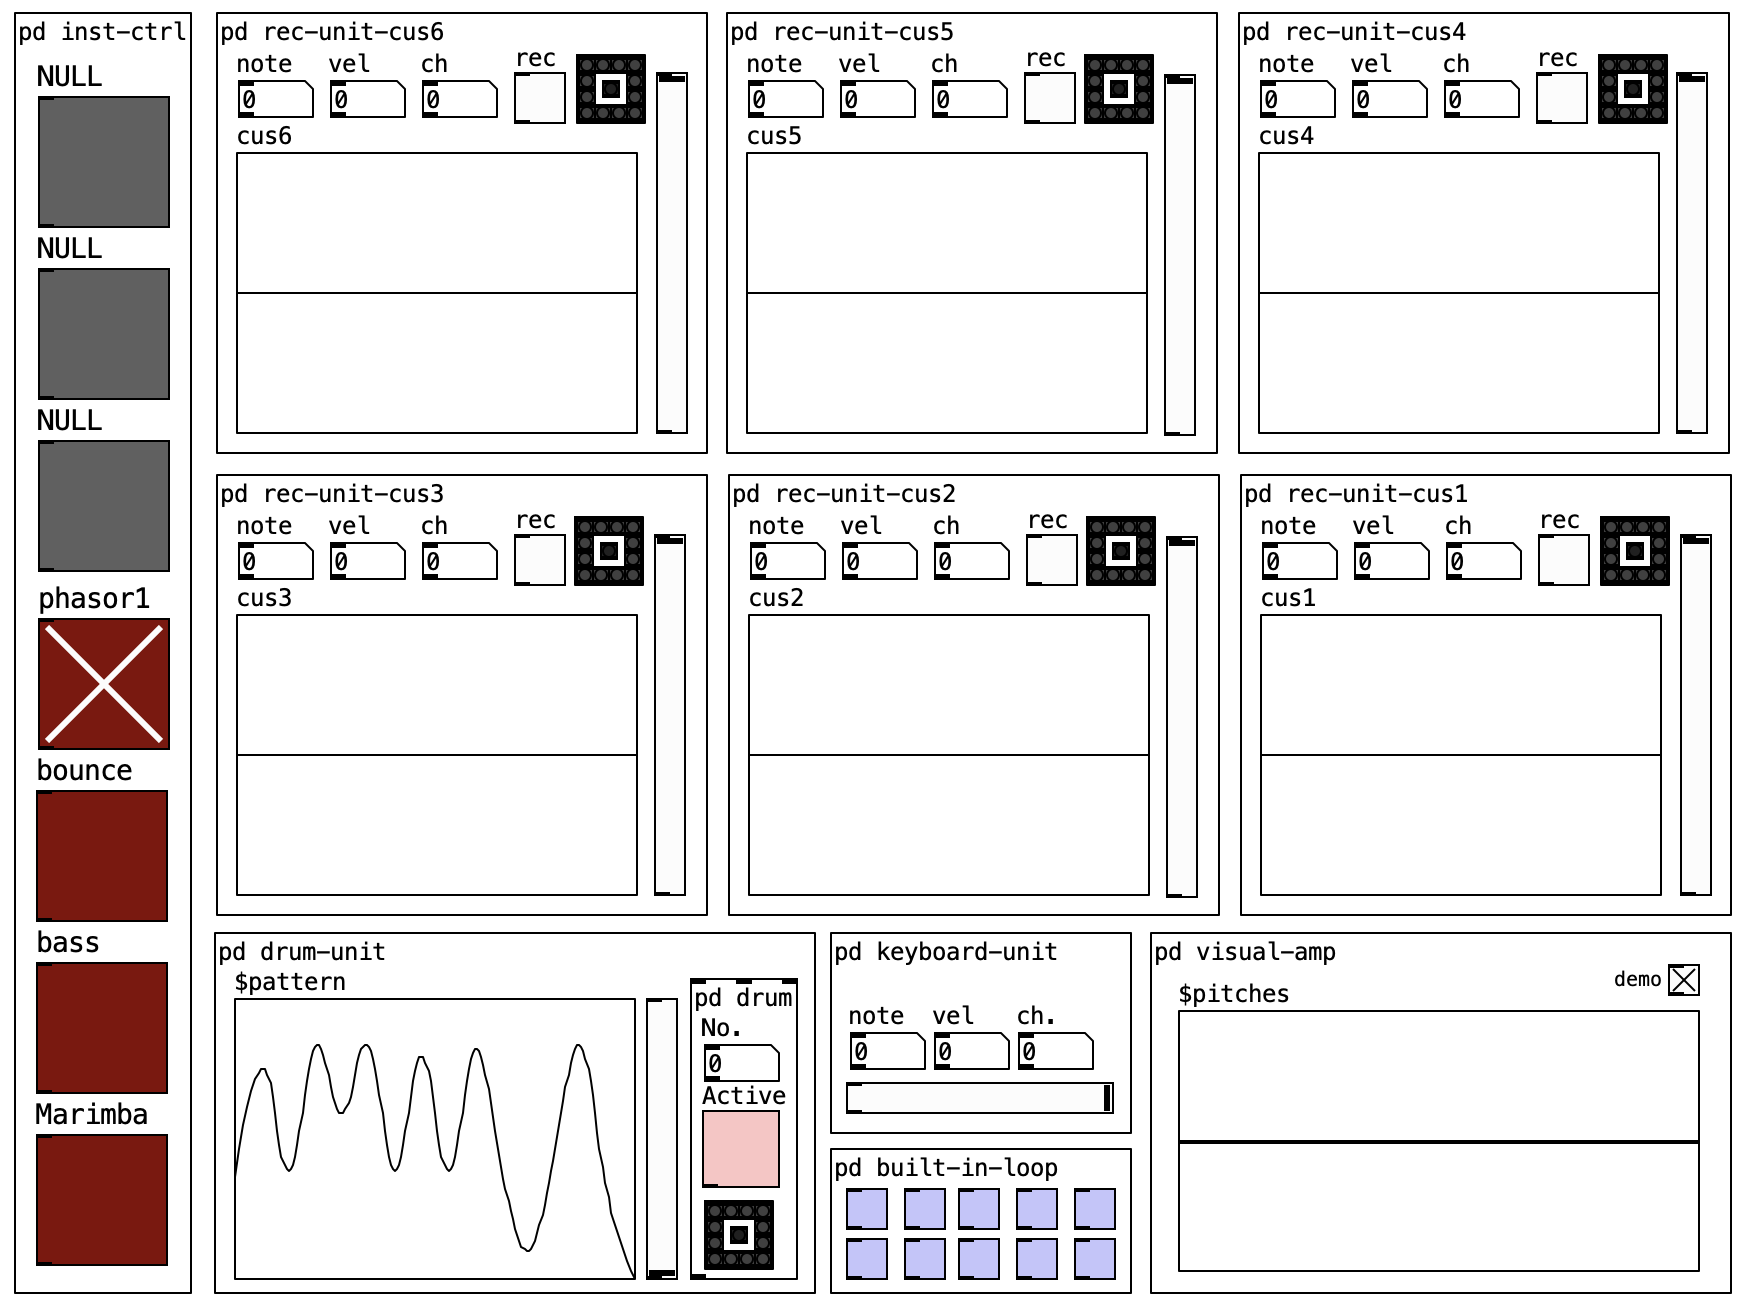 pd inst-ctrl
NULL
NULL
NULL
phasor1
bounce
bass
Marimba
pd rec-unit-cus6
note vel ch rec
0 0 0
cus6
pd rec-unit-cus5
note vel ch rec
0 0 0
cus5
pd rec-unit-cus4
note vel ch rec
0 0 0
cus4
pd rec-unit-cus3
note vel ch rec
0 0 0
cus3
pd rec-unit-cus2
note vel ch rec
0 0 0
cus2
pd rec-unit-cus1
note vel ch rec
0 0 0
cus1
pd drum-unit
$pattern
pd drum
No.
0
Active
pd keyboard-unit
note vel ch.
0 0 0
pd built-in-loop
pd visual-amp
demo
$pitches